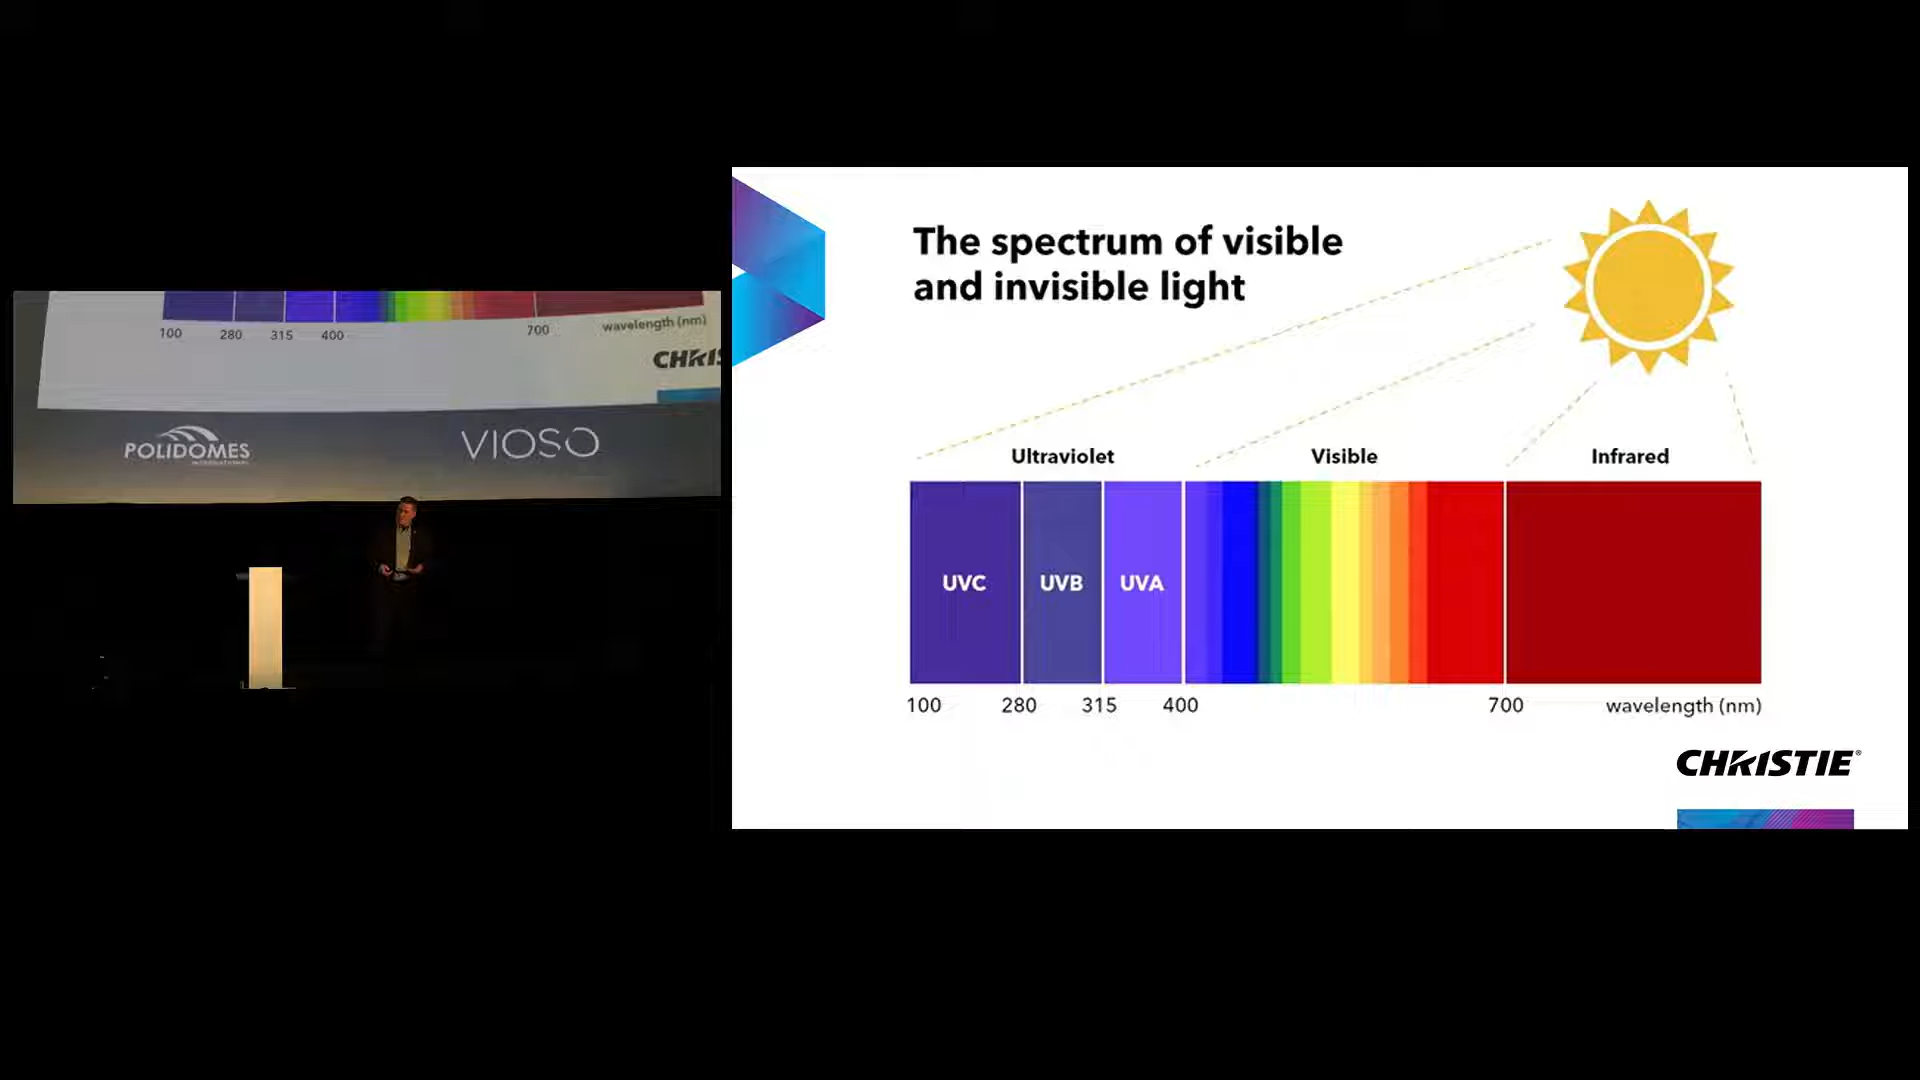 100 280 315 400 700 wavelength (nm)
CHRIS
POLIDOMES
VIOSO
The spectrum of visible
and invisible light
Ultraviolet Visible Infrared
UVC UVB UVA
100 280 315 400 700 wavelength (nm)
CHRISTIE®